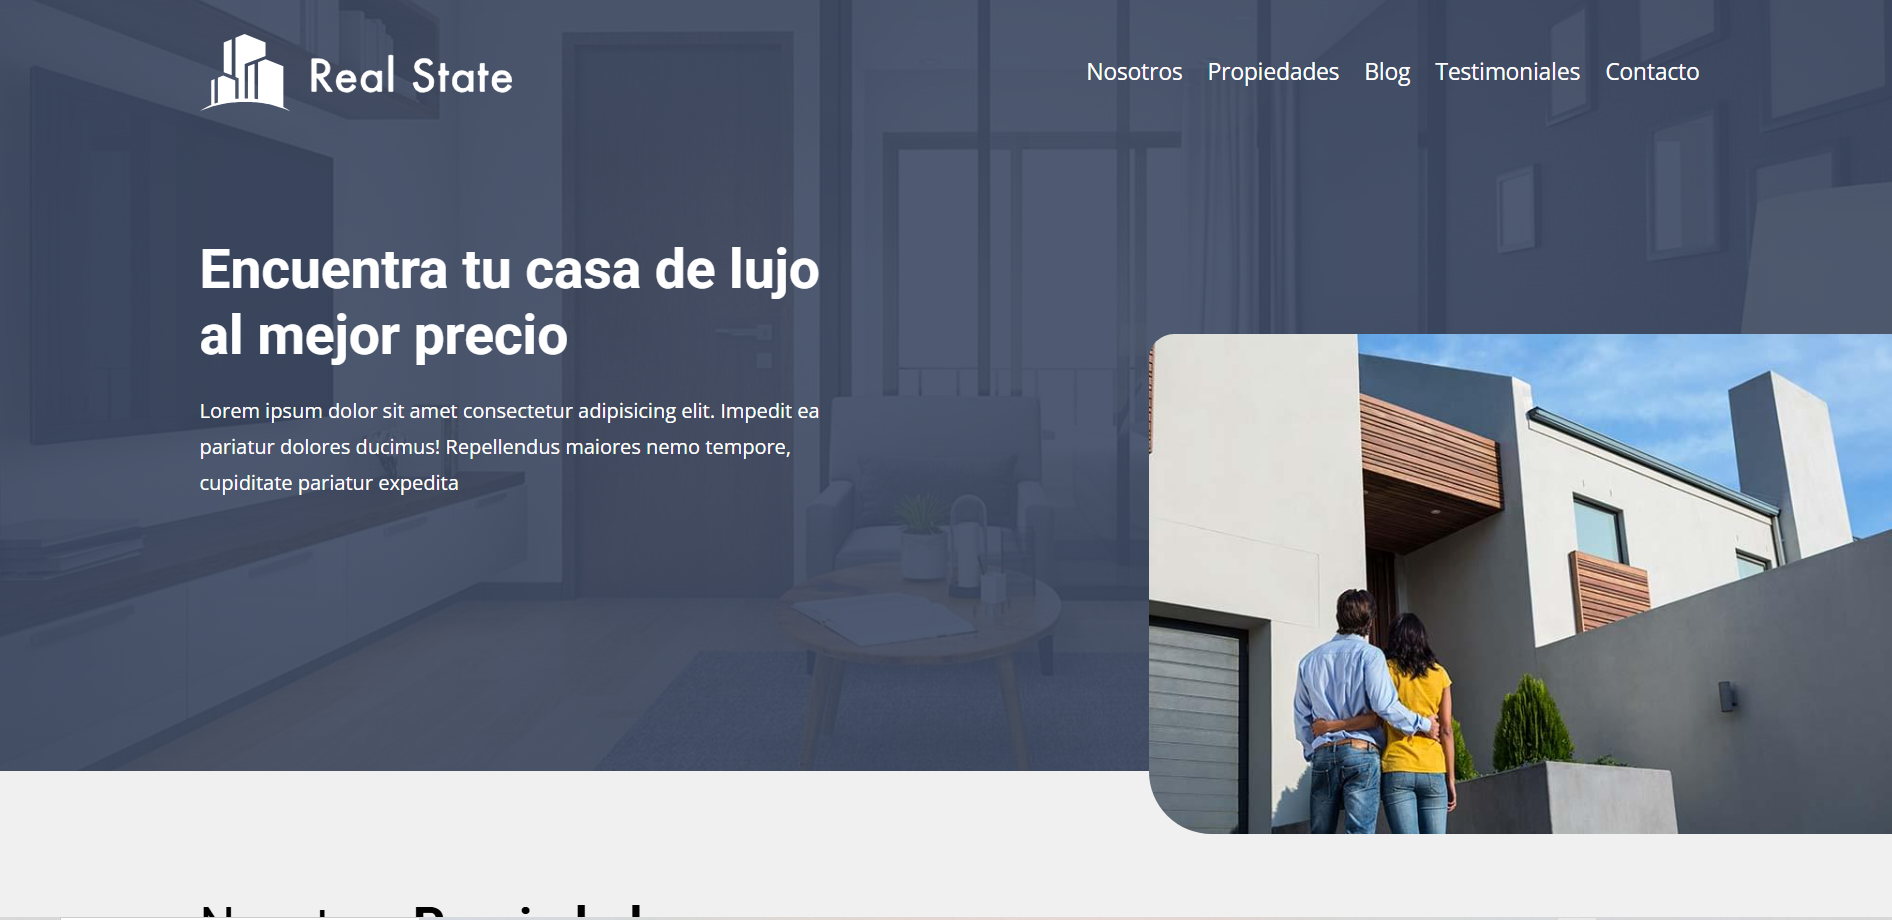 Real State
Nosotros Propiedades Blog Testimoniales Contacto
Encuentra tu casa de lujo
al mejor precio
Lorem ipsum dolor sit amet consectetur adipisicing elit. Impedit ea
pariatur dolores ducimus! Repellendus maiores nemo tempore,
cupiditate pariatur expedita